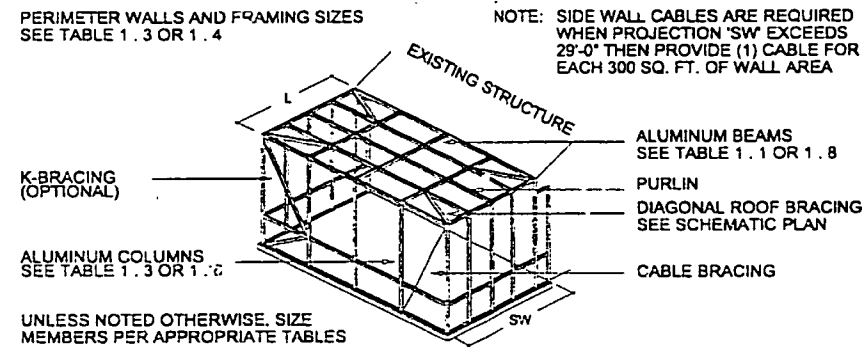 PERIMETER WALLS AND FRAMING SIZES
SEE TABLE 1 . 3 OR 1 . 4
NOTE: SIDE WALL CABLES ARE REQUIRED
WHEN PROJECTION "SW" EXCEEDS
29'-0" THEN PROVIDE (1) CABLE FOR
EACH 300 SQ. FT. OF WALL AREA
L
EXISTING STRUCTURE
ALUMINUM BEAMS
SEE TABLE 1 . 1 OR 1 . 8
K-BRACING
(OPTIONAL)
PURLIN
DIAGONAL ROOF BRACING
SEE SCHEMATIC PLAN
ALUMINUM COLUMNS
SEE TABLE 1 . 3 OR
CABLE BRACING
SW
UNLESS NOTED OTHERWISE, SIZE
MEMBERS PER APPROPRIATE TABLES